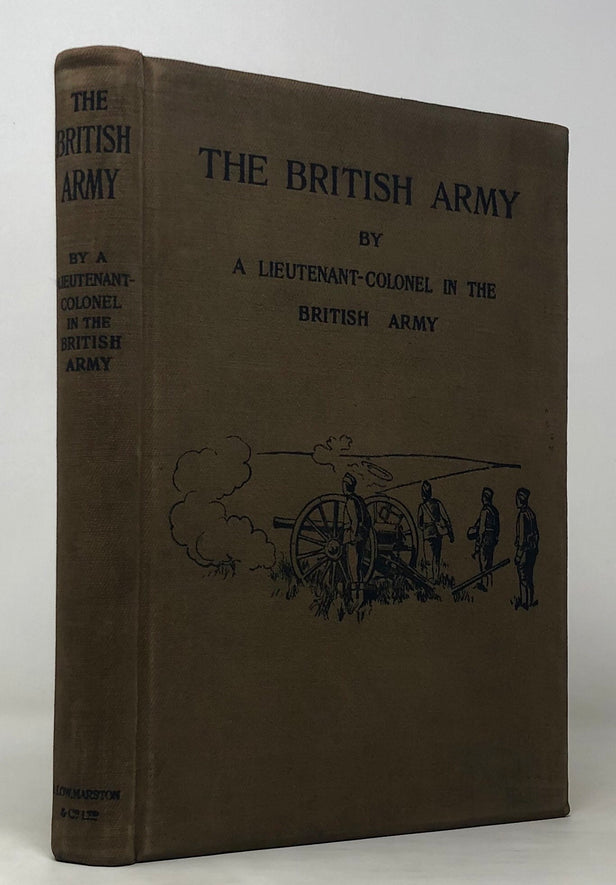 THE
BRITISH
ARMY
BY A
LIEUTENANT-
COLONEL
IN THE
BRITISH
ARMY
LOW, MARSTON
& Co LTD
THE BRITISH ARMY
BY
A LIEUTENANT-COLONEL IN THE
BRITISH ARMY